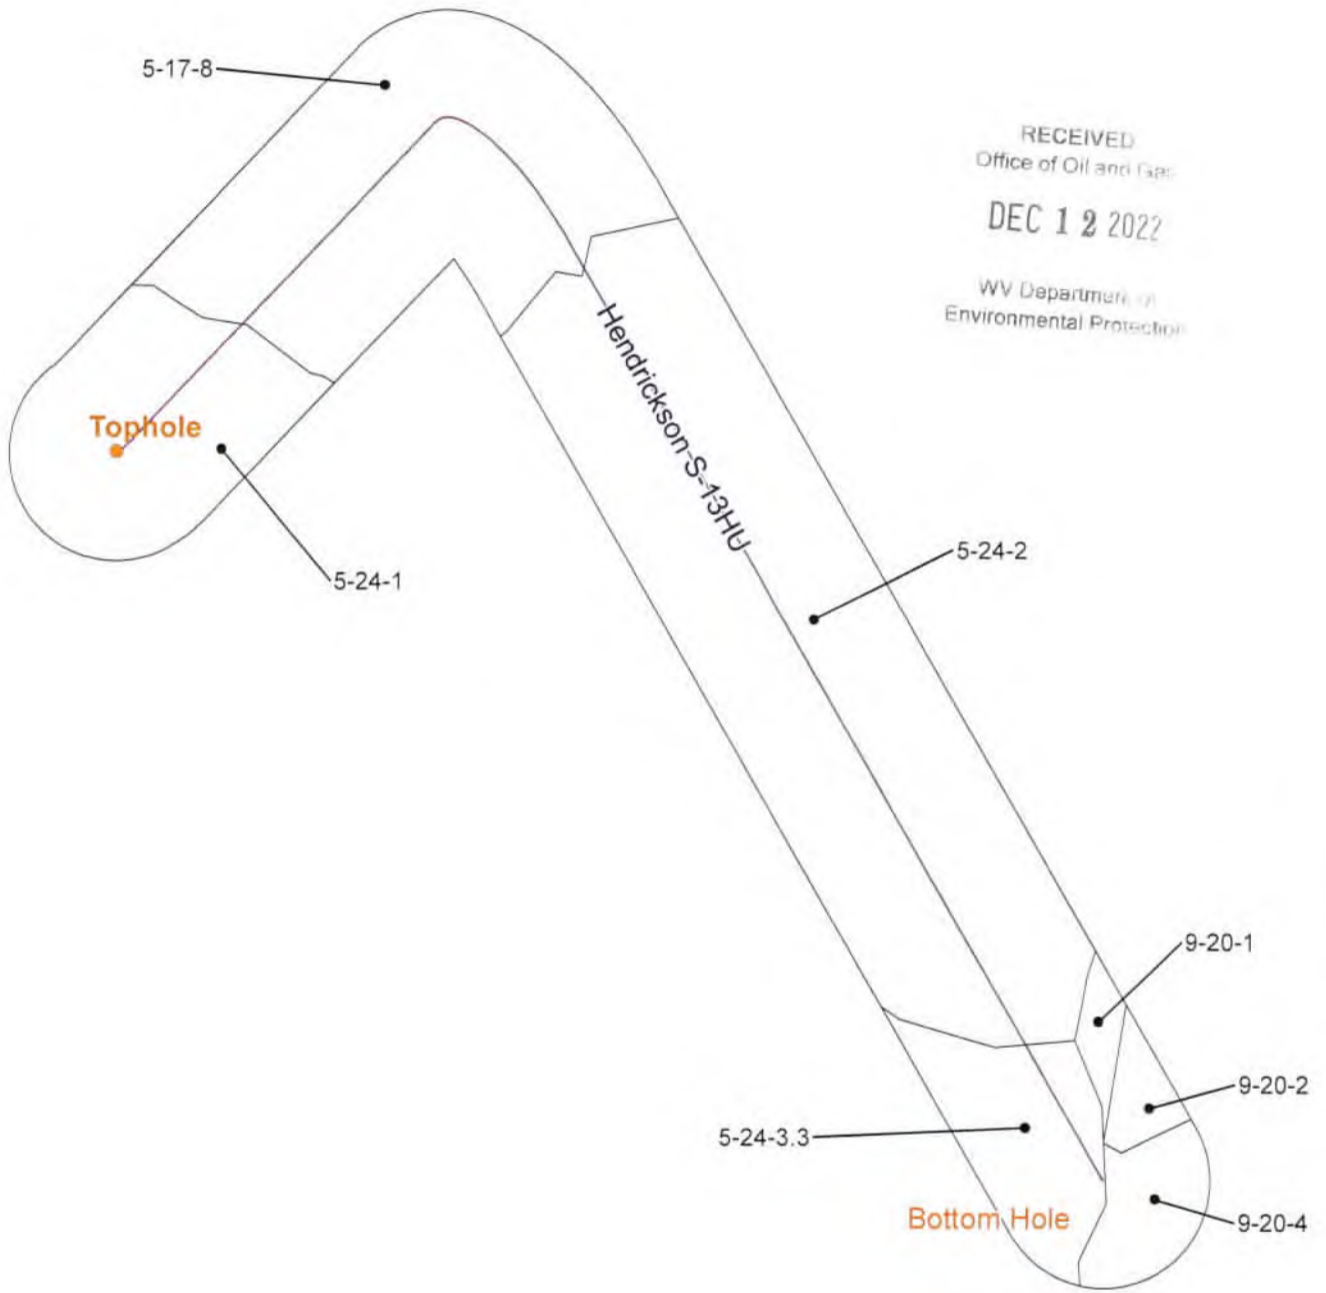 5-17-8
RECEIVED
Office of Oil and Gas
DEC 12 2022
WV Department of
Environmental Protection
Hendrickson-S-13HU
Tophole
5-24-2
5-24-1
9-20-1
9-20-2
5-24-3.3
Bottom Hole
9-20-4